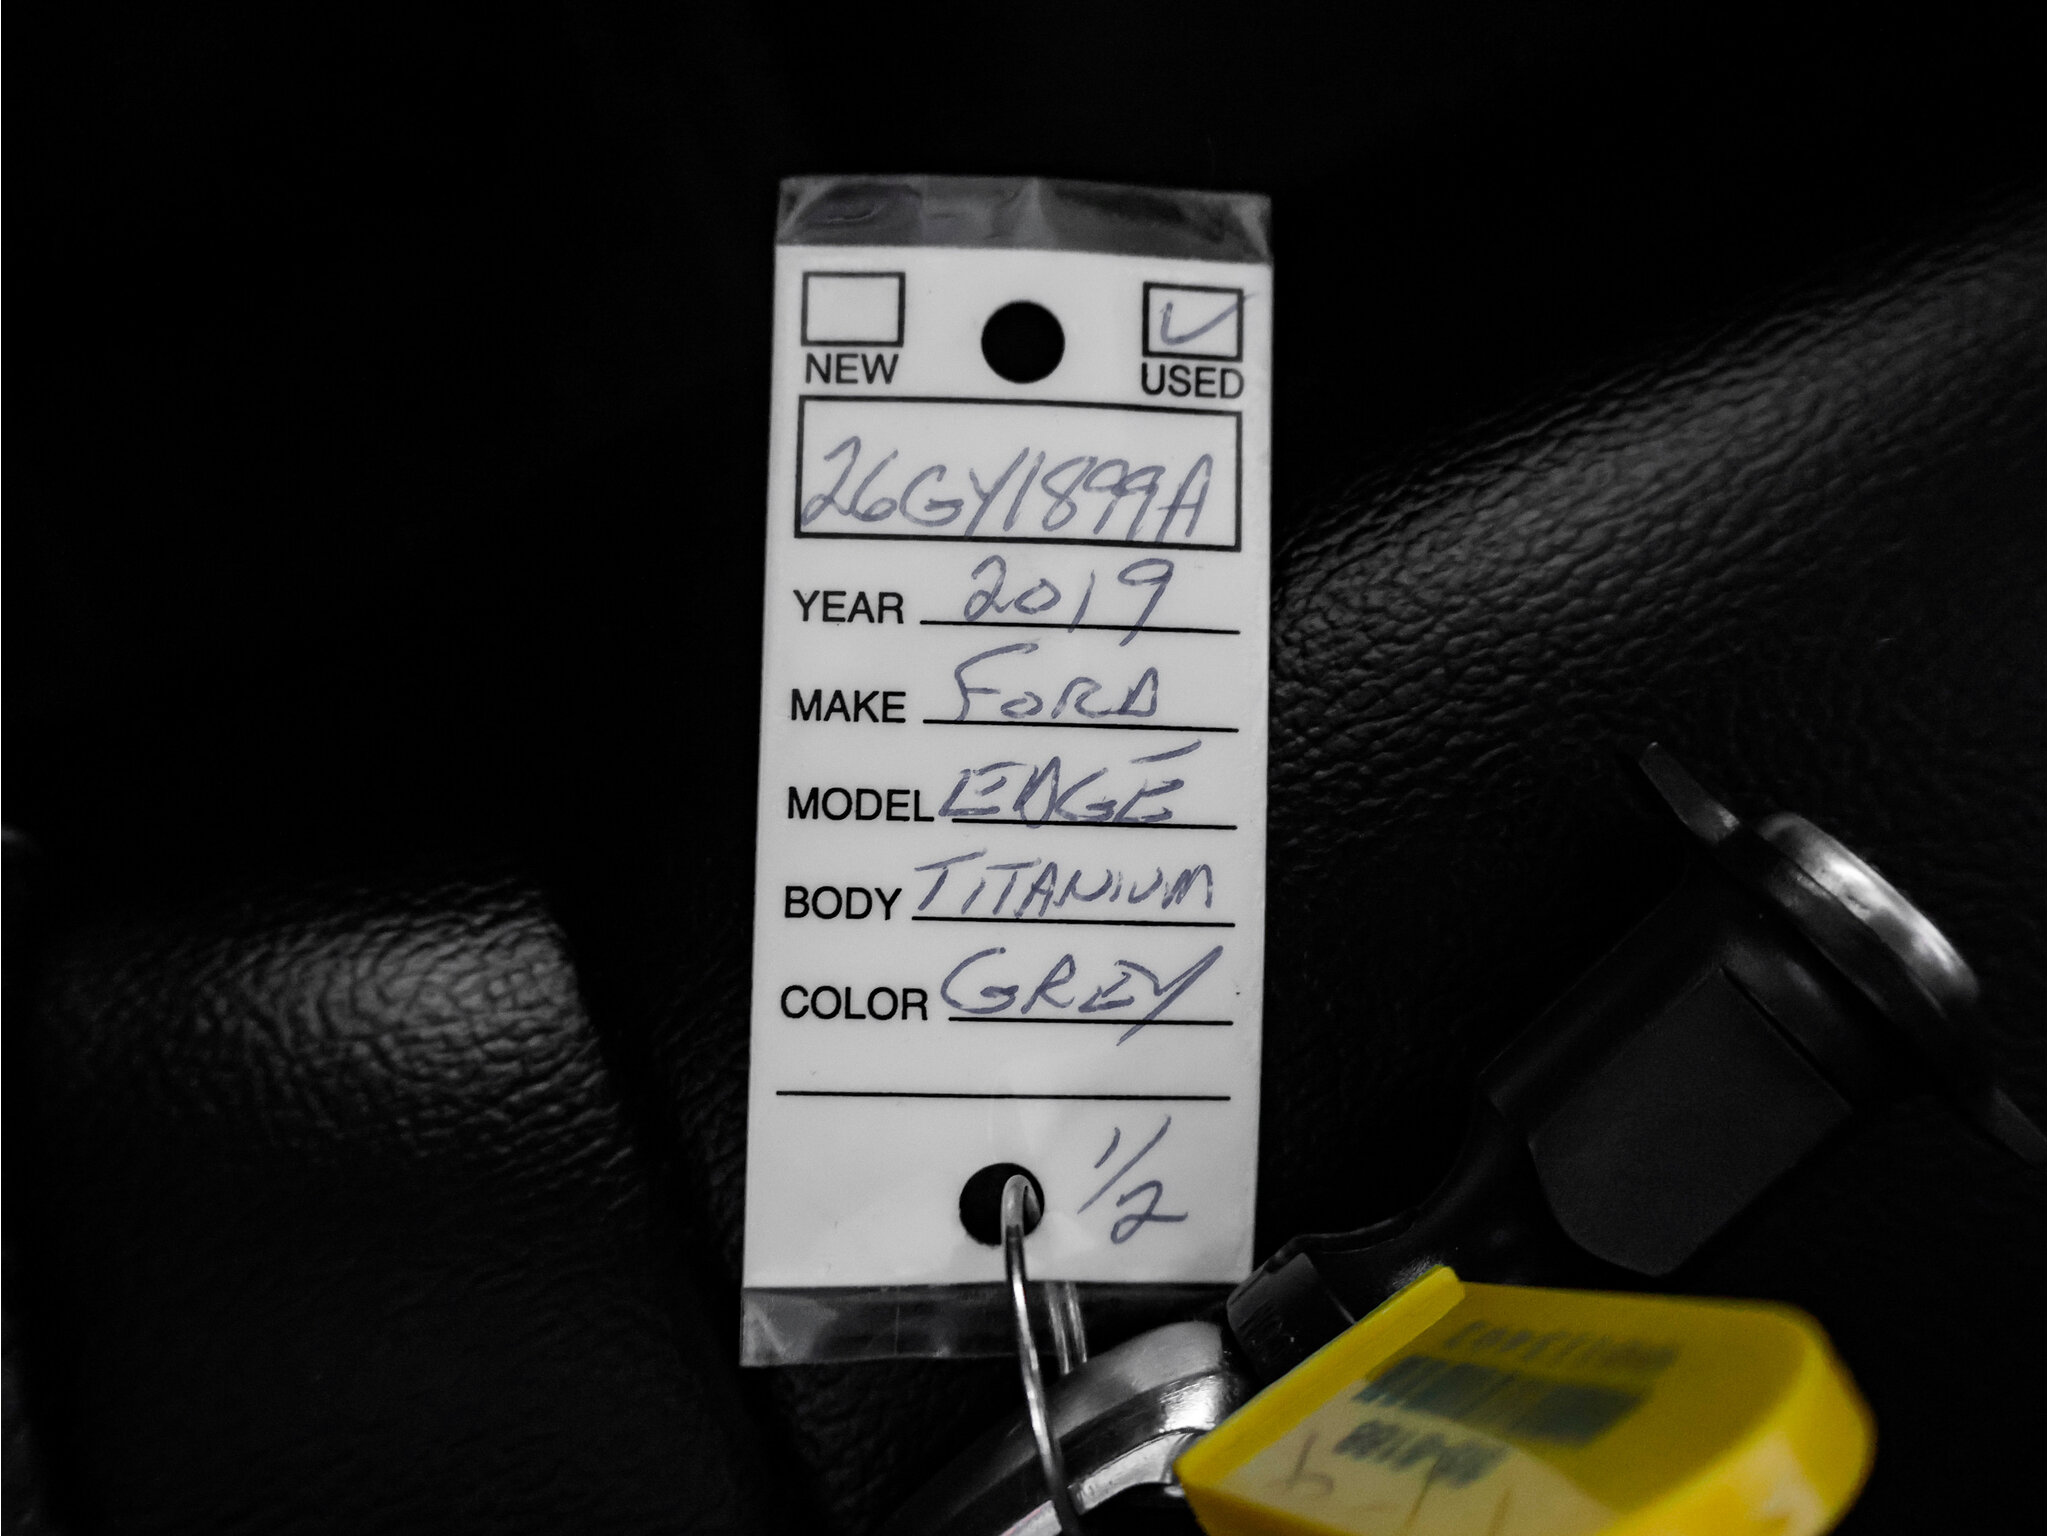 NEW USED
26GY1899A
YEAR 2019
MAKE FORD
MODEL EDGE
BODY TITANIUM
COLOR GREY
1/2